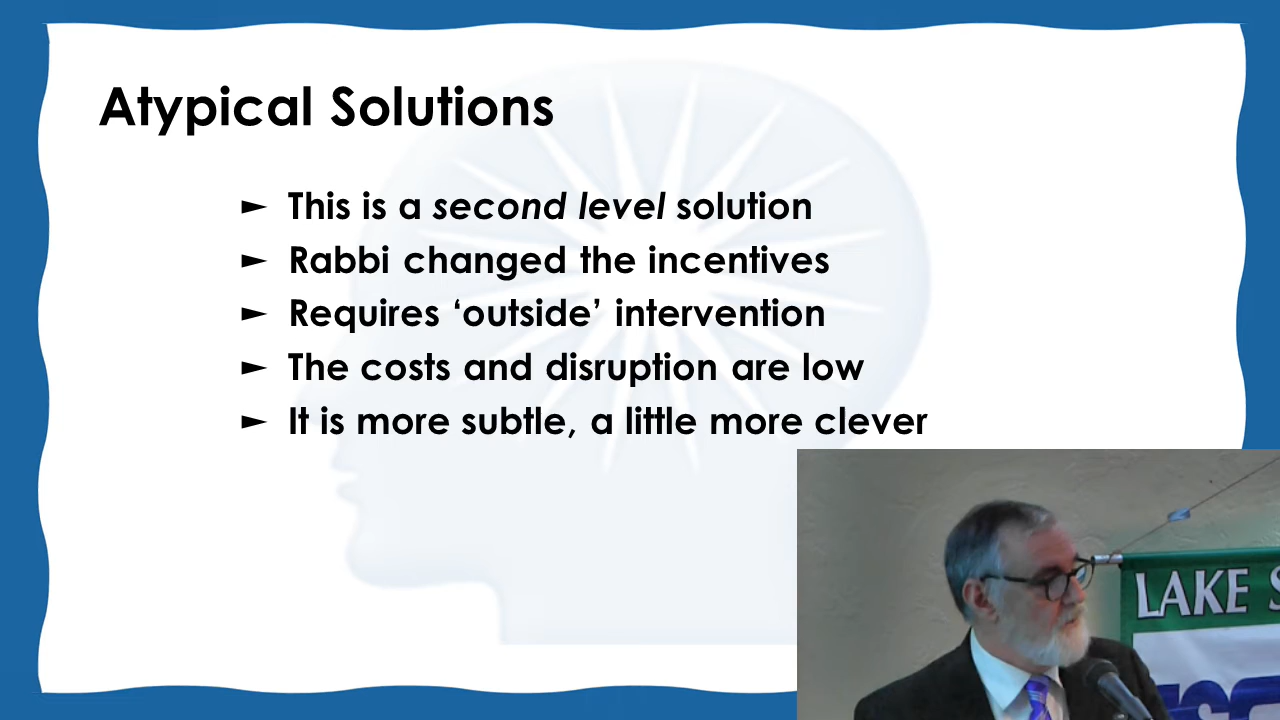 Atypical Solutions
► This is a second level solution
► Rabbi changed the incentives
► Requires ‘outside’ intervention
► The costs and disruption are low
► It is more subtle, a little more clever
LAKE